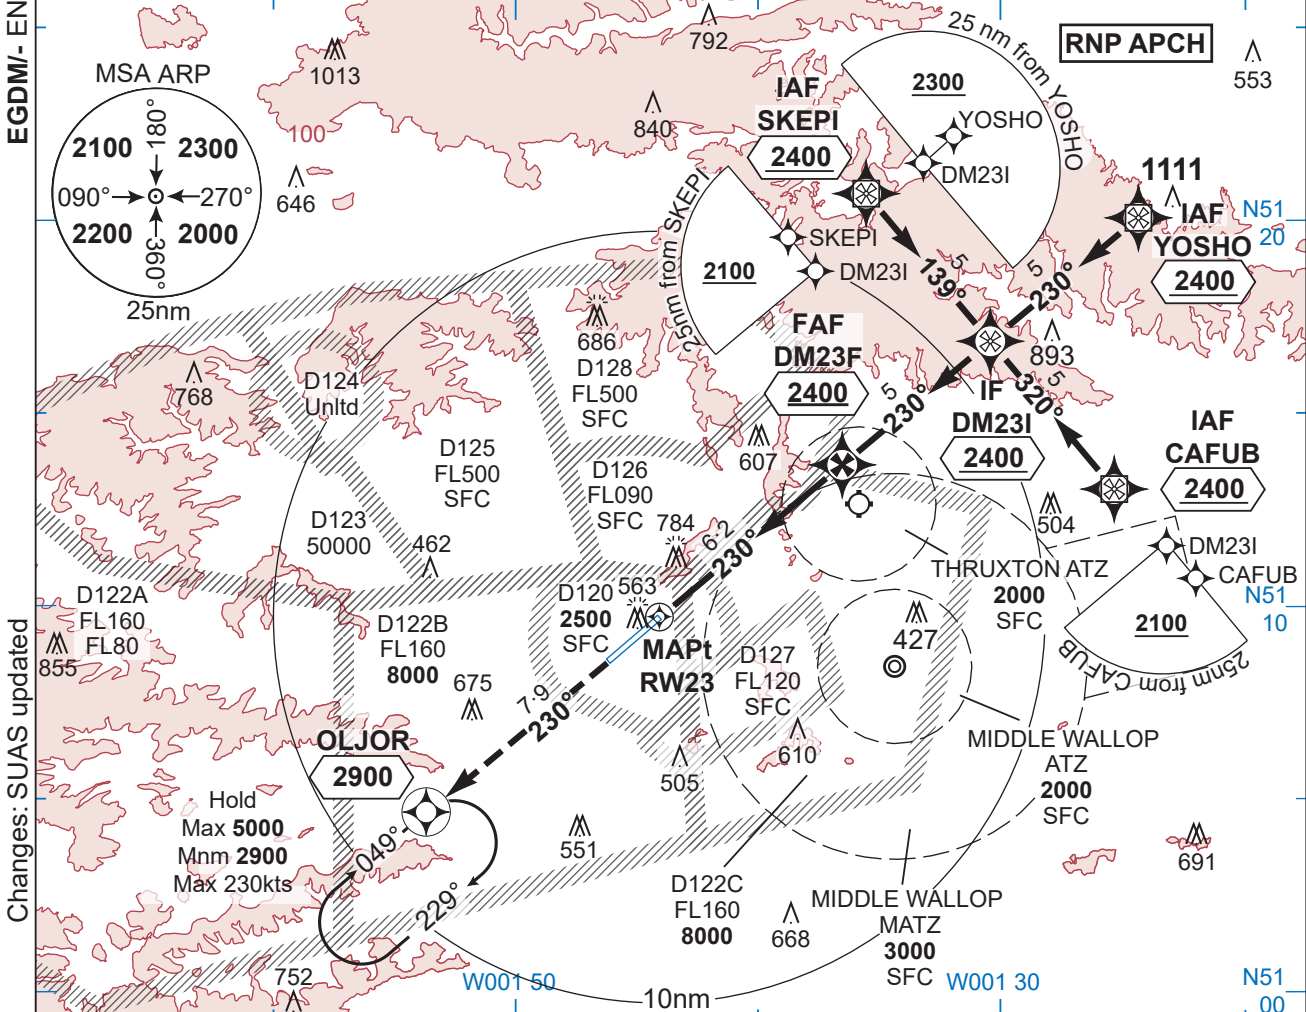 EGDM/- EN
Changes: SUAS updated
RNP APCH
MSA ARP
180°
2100
2300
090°
270°
2200
2000
360°
25nm
1013
792
840
646
553
100
IAF
SKEPI
2400
25 nm from YOSHO
2300
YOSHO
DM23I
1111
IAF
YOSHO
2400
N51
20
25nm from SKEPI
2100
SKEPI
DM23I
5
139°
5
230°
893
686
D128
FL500
SFC
FAF
DM23F
2400
5
230°
IF
DM23I
2400
5
320°
IAF
CAFUB
2400
768
D124
Unltd
D125
FL500
SFC
D126
FL090
SFC
607
504
D123
50000
462
784
6·2
230°
THRUXTON ATZ
2000
SFC
DM23I
CAFUB
2100
25nm from CAFUB
N51
10
D122A
FL160
FL80
855
D122B
FL160
8000
675
D120
2500
SFC
563
MAPt
RW23
D127
FL120
SFC
427
7·9
230°
MIDDLE WALLOP
ATZ
2000
SFC
OLJOR
2900
505
610
Hold
Max 5000
Mnm 2900
Max 230kts
049°
229°
551
691
D122C
FL160
8000
668
MIDDLE WALLOP
MATZ
3000
SFC
752
W001 50
10nm
W001 30
N51
00